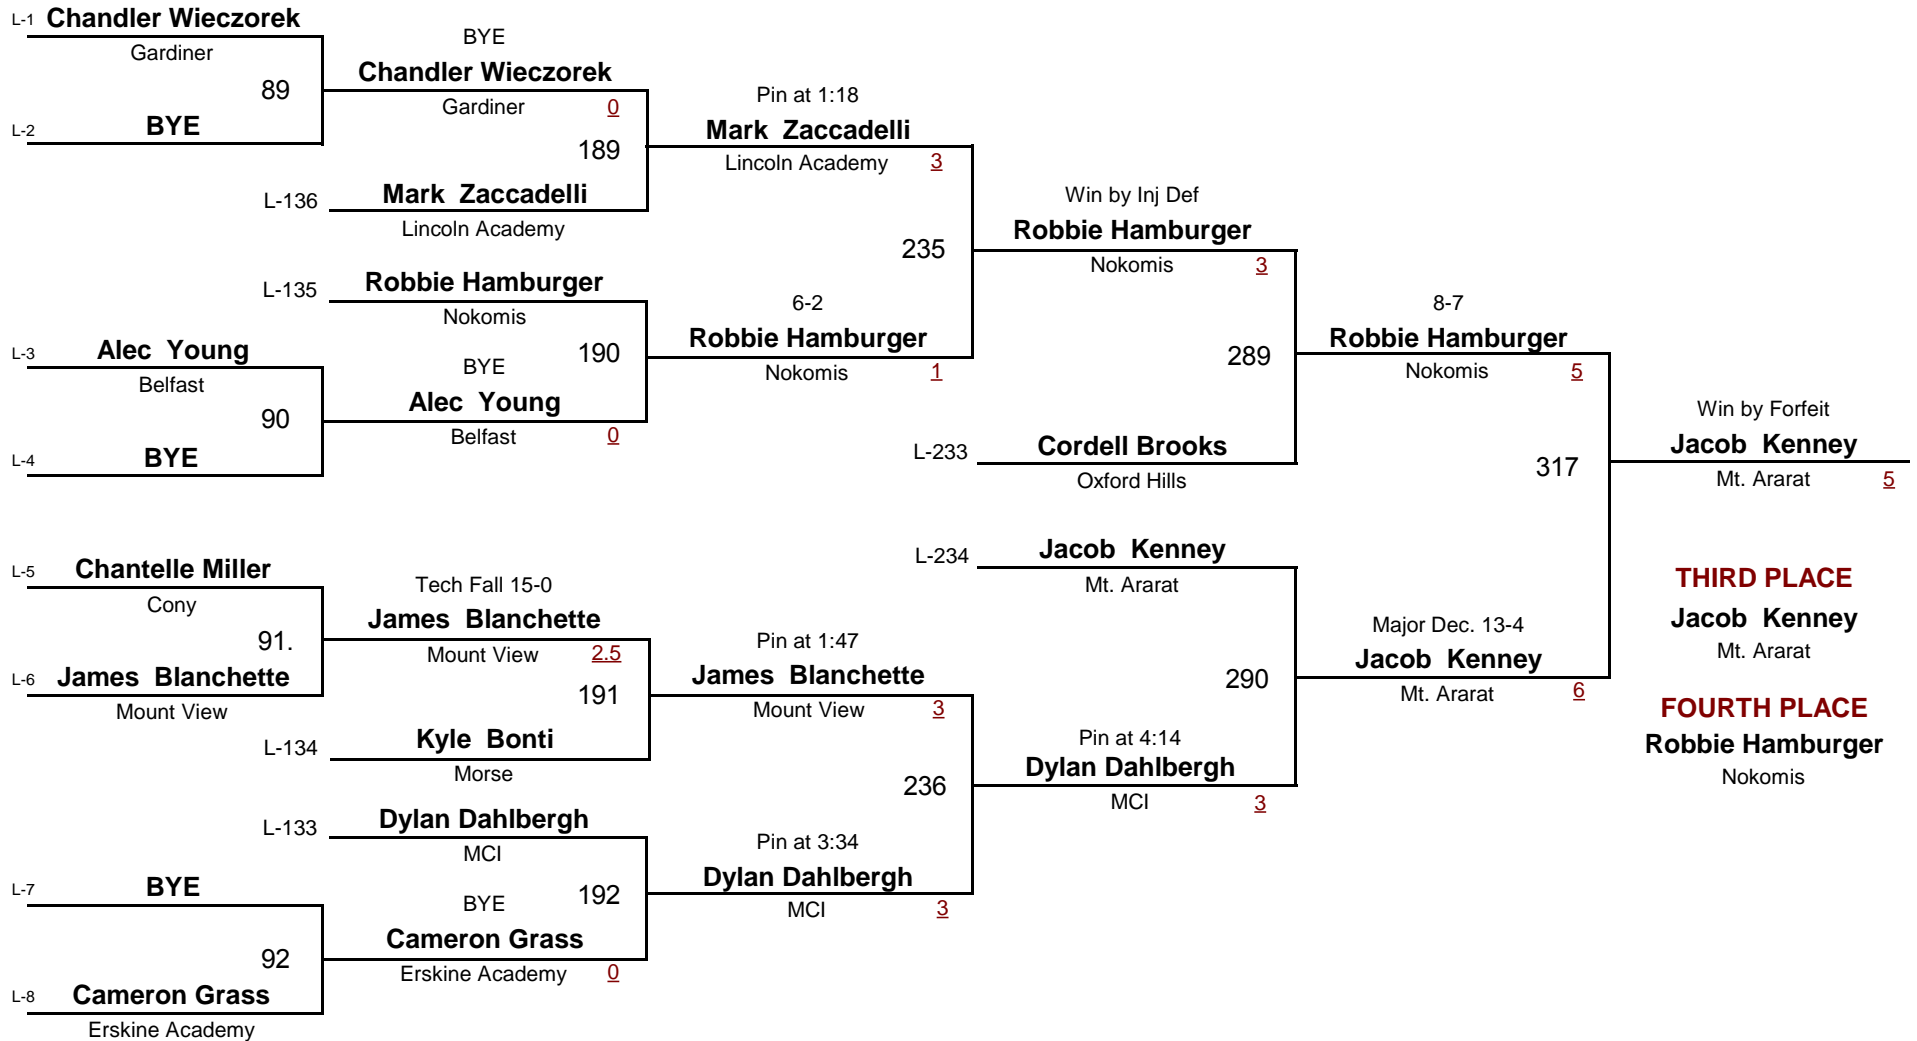 L-1 Chandler Wieczorek
Gardiner
89
L-2 BYE
BYE
Chandler Wieczorek
Gardiner 0
189
L-136 Mark Zaccadelli
Lincoln Academy
Pin at 1:18
Mark Zaccadelli
Lincoln Academy 3
235
L-135 Robbie Hamburger
Nokomis
190
L-3 Alec Young
Belfast
90
L-4 BYE
BYE
Alec Young
Belfast 0
6-2
Robbie Hamburger
Nokomis 1
Win by Inj Def
Robbie Hamburger
Nokomis 3
289
L-233 Cordell Brooks
Oxford Hills
8-7
Robbie Hamburger
Nokomis 5
317
Win by Forfeit
Jacob Kenney
Mt. Ararat 5
L-5 Chantelle Miller
Cony
91.
L-6 James Blanchette
Mount View
Tech Fall 15-0
James Blanchette
Mount View 2.5
191
L-134 Kyle Bonti
Morse
Pin at 1:47
James Blanchette
Mount View 3
236
L-133 Dylan Dahlbergh
MCI
192
L-7 BYE
92
L-8 Cameron Grass
Erskine Academy
BYE
Cameron Grass
Erskine Academy 0
Pin at 3:34
Dylan Dahlbergh
MCI 3
L-234 Jacob Kenney
Mt. Ararat
290
Pin at 4:14
Dylan Dahlbergh
MCI 3
Major Dec. 13-4
Jacob Kenney
Mt. Ararat 6
THIRD PLACE
Jacob Kenney
Mt. Ararat
FOURTH PLACE
Robbie Hamburger
Nokomis